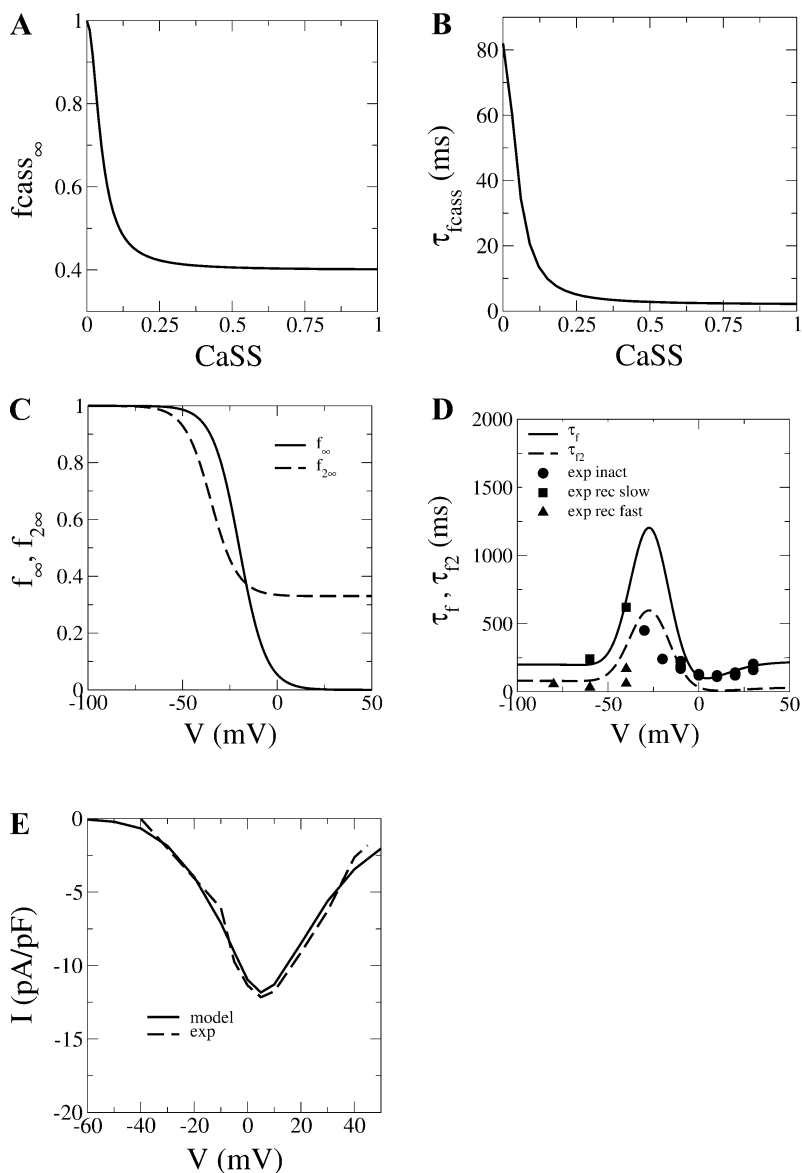 A
1
0.8
0.6
0.4
fcass∞
0
0.25
0.5
0.75
1
CaSS
B
80
60
40
20
0
τfcass (ms)
0
0.25
0.5
0.75
1
CaSS
C
1
0.8
0.6
0.4
0.2
0
f∞, f2∞
f∞
f2∞
-100
-50
0
50
V (mV)
D
2000
1750
1250
1000
500
250
0
τf , τf2 (ms)
τf
τf2
exp inact
exp rec slow
exp rec fast
-100
-50
0
50
V (mV)
E
0
-5
-10
-15
-20
I (pA/pF)
model
exp
-60
-40
-20
0
20
40
V (mV)